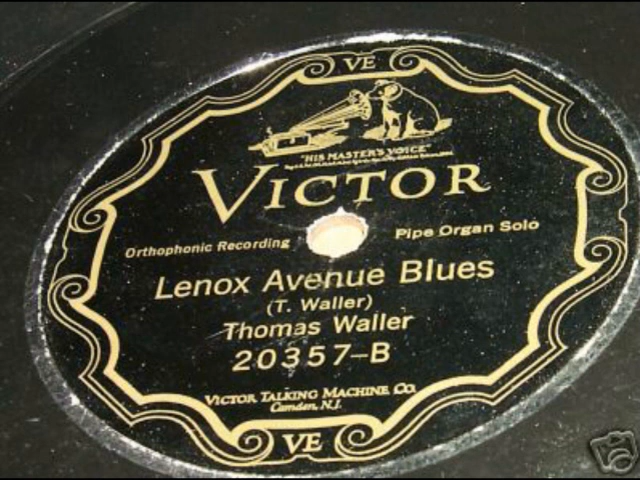 VE
"HIS MASTER'S VOICE"
VICTOR
Orthophonic Recording
Pipe Organ Solo
Lenox Avenue Blues
(T. Waller)
Thomas Waller
20357-B
VICTOR TALKING MACHINE CO.
Camden, N.J.
VE